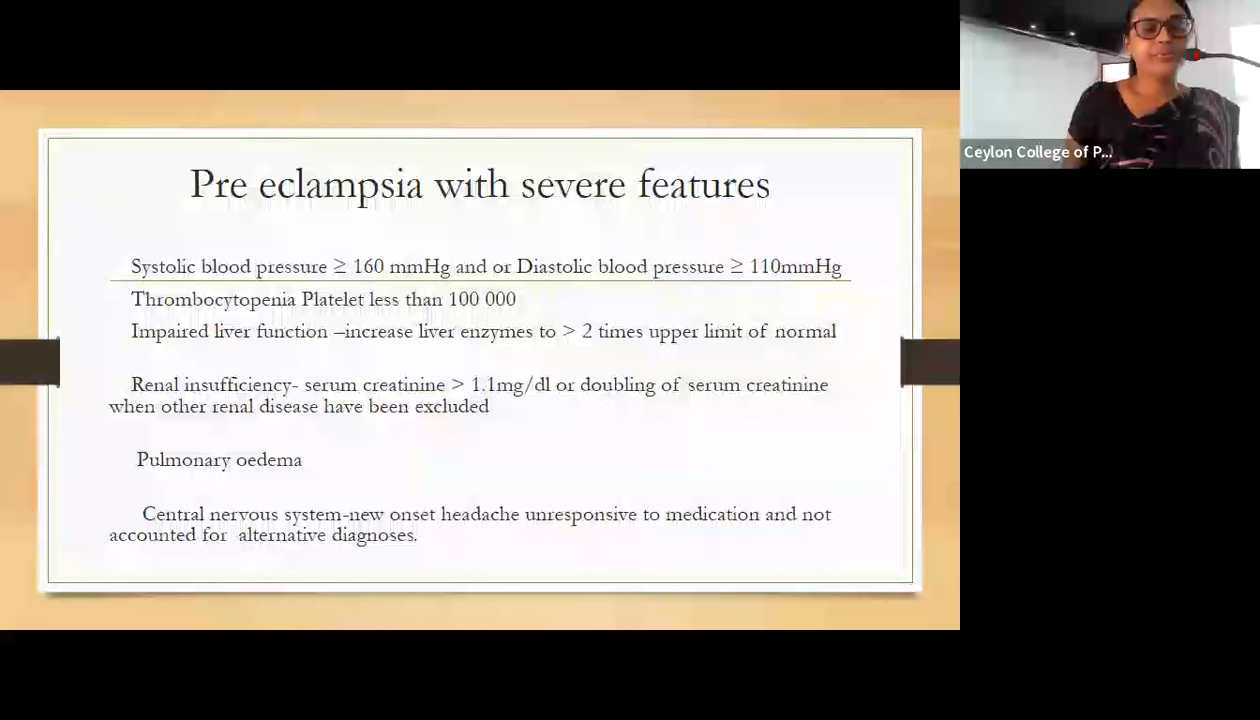 Pre eclampsia with severe features
Systolic blood pressure ≥ 160 mmHg and or Diastolic blood pressure ≥ 110mmHg
Thrombocytopenia Platelet less than 100 000
Impaired liver function –increase liver enzymes to > 2 times upper limit of normal
Renal insufficiency- serum creatinine > 1.1mg/dl or doubling of serum creatinine
when other renal disease have been excluded
Pulmonary oedema
Central nervous system-new onset headache unresponsive to medication and not
accounted for alternative diagnoses.
Ceylon College of P...